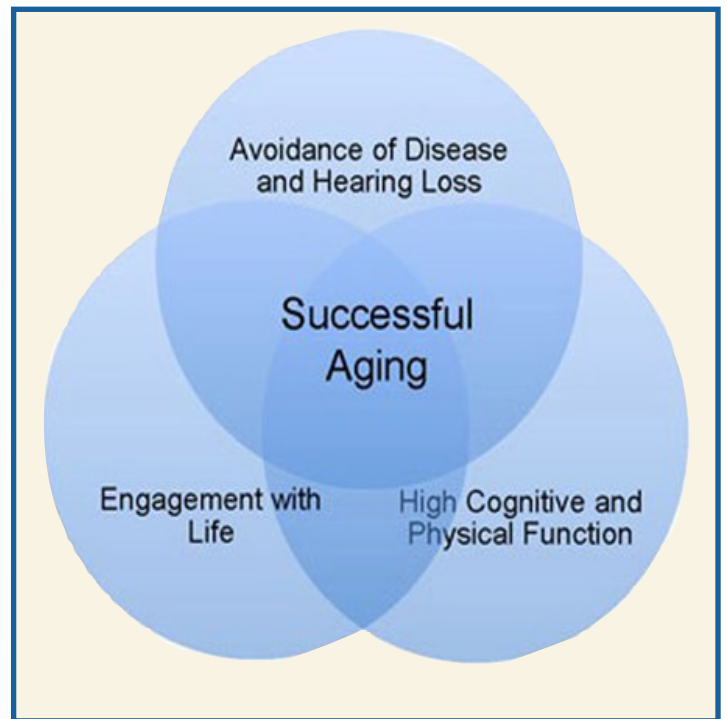 Avoidance of Disease
and Hearing Loss
Successful
Aging
Engagement with
Life
High Cognitive and
Physical Function